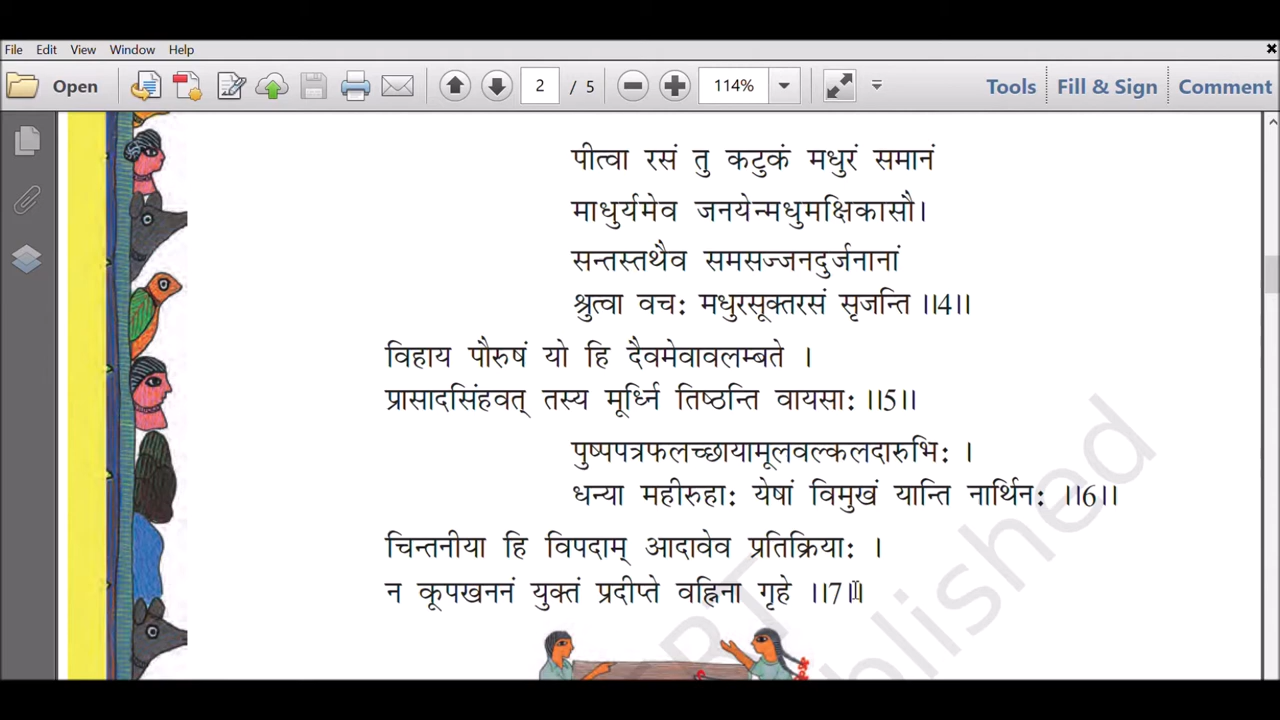 File Edit View Window Help
Open 2 / 5 114% Tools Fill & Sign Comment
पीत्वा रसं तु कटुकं मधुरं समानं
माधुर्यमेव जनयेन्मधुमक्षिकासौ।
सन्तस्तथैव समसज्जनदुर्जनानां
श्रुत्वा वचः मधुरसूक्तरसं सृजन्ति ।।4।।
विहाय पौरुषं यो हि दैवमेवावलम्बते ।
प्रासादसिंहवत् तस्य मूर्ध्नि तिष्ठन्ति वायसाः ।।5।।
पुष्पपत्रफलच्छायामूलवल्कलदारुभिः ।
धन्या महीरुहाः येषां विमुखं यान्ति नार्थिनः ।।6।।
चिन्तनीया हि विपदाम् आदावेव प्रतिक्रियाः ।
न कूपखननं युक्तं प्रदीप्ते वह्निना गृहे ।।7।।